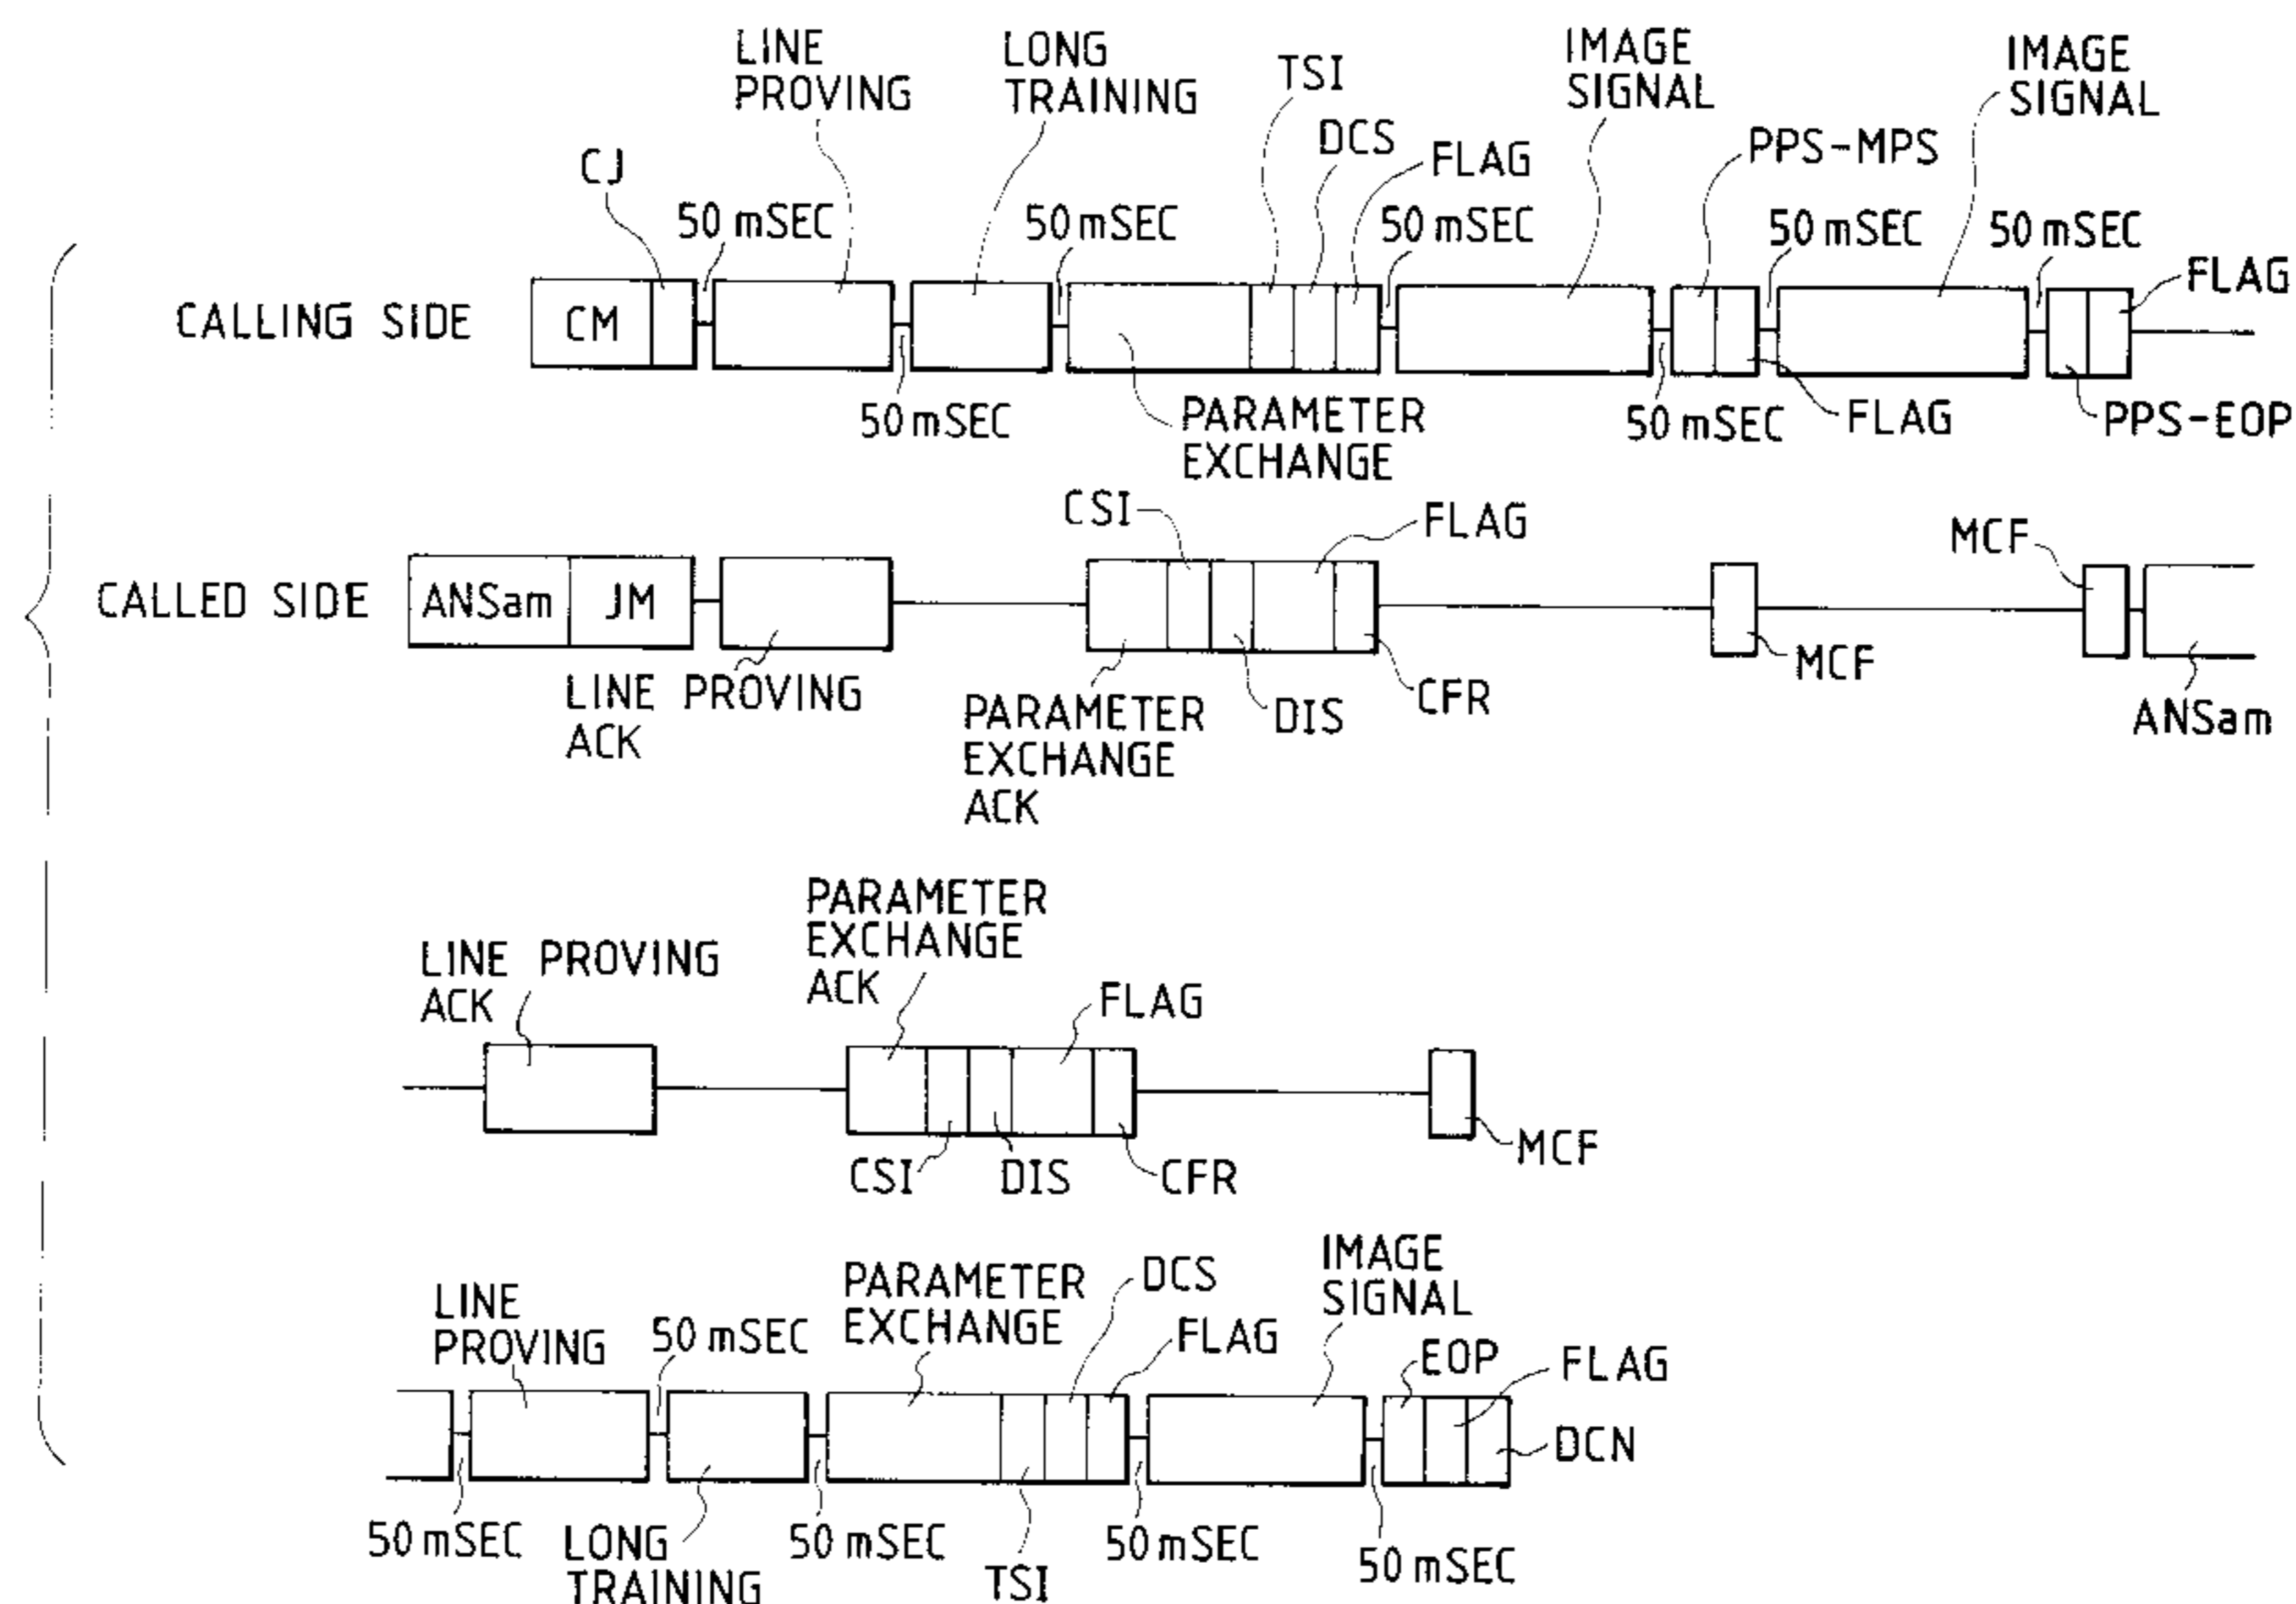 LINE
PROVING
LONG
TRAINING
TSI
IMAGE
SIGNAL
IMAGE
SIGNAL
CJ
DCS
FLAG
PPS-MPS
50 mSEC
50 mSEC
50 mSEC
50 mSEC
50 mSEC
FLAG
CALLING SIDE
CM
50 mSEC
PARAMETER
EXCHANGE
50 mSEC
FLAG
PPS-EOP
CSI
FLAG
MCF
CALLED SIDE
ANSam
JM
LINE PROVING
ACK
PARAMETER
EXCHANGE
ACK
DIS
CFR
MCF
ANSam
LINE PROVING
ACK
PARAMETER
EXCHANGE
ACK
FLAG
CSI
DIS
CFR
MCF
LINE
PROVING
50 mSEC
PARAMETER
EXCHANGE
DCS
FLAG
IMAGE
SIGNAL
EOP
FLAG
DCN
50 mSEC
LONG
TRAINING
50 mSEC
TSI
50 mSEC
50 mSEC